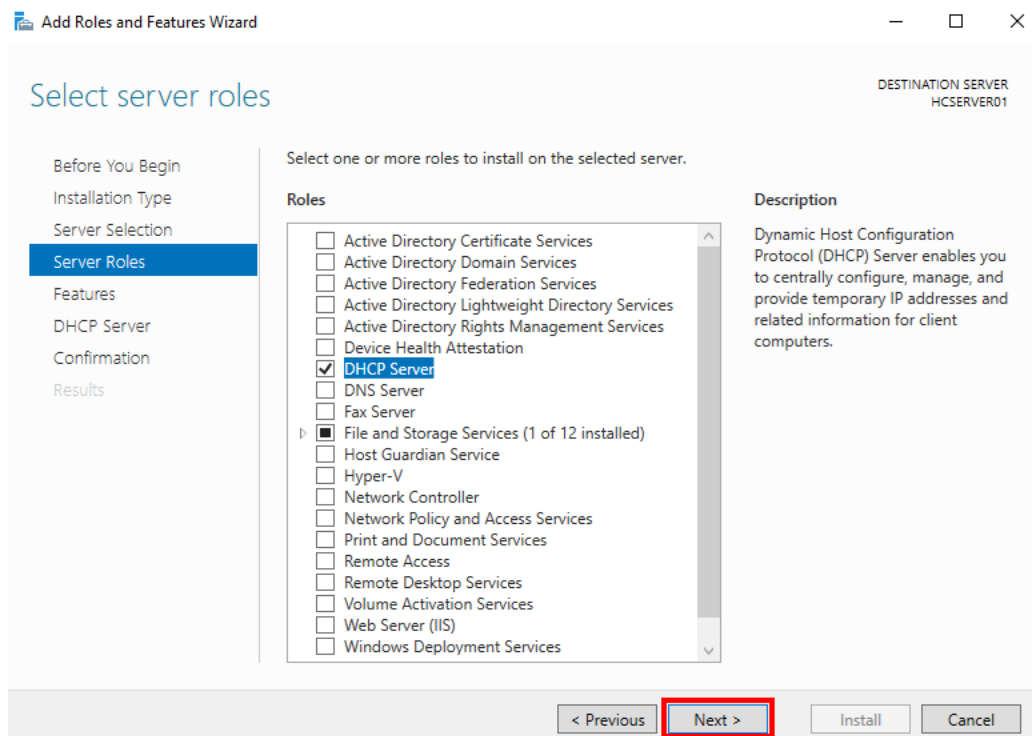 Add Roles and Features Wizard
Select server roles
DESTINATION SERVER
HCSERVER01
Before You Begin
Installation Type
Server Selection
Server Roles
Features
DHCP Server
Confirmation
Results
Select one or more roles to install on the selected server.
Roles
Active Directory Certificate Services
Active Directory Domain Services
Active Directory Federation Services
Active Directory Lightweight Directory Services
Active Directory Rights Management Services
Device Health Attestation
DHCP Server
DNS Server
Fax Server
File and Storage Services (1 of 12 installed)
Host Guardian Service
Hyper-V
Network Controller
Network Policy and Access Services
Print and Document Services
Remote Access
Remote Desktop Services
Volume Activation Services
Web Server (IIS)
Windows Deployment Services
Description
Dynamic Host Configuration
Protocol (DHCP) Server enables you
to centrally configure, manage, and
provide temporary IP addresses and
related information for client
computers.
< Previous
Next >
Install
Cancel